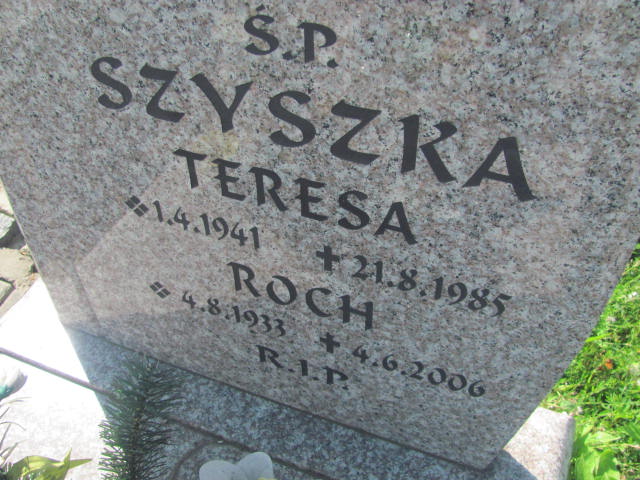 Ś.P.
SZYSZKA
TERESA
1.4.1941 ✝21.8.1985
ROCH
4.8.1933 ✝4.6.2006
R.I.P.